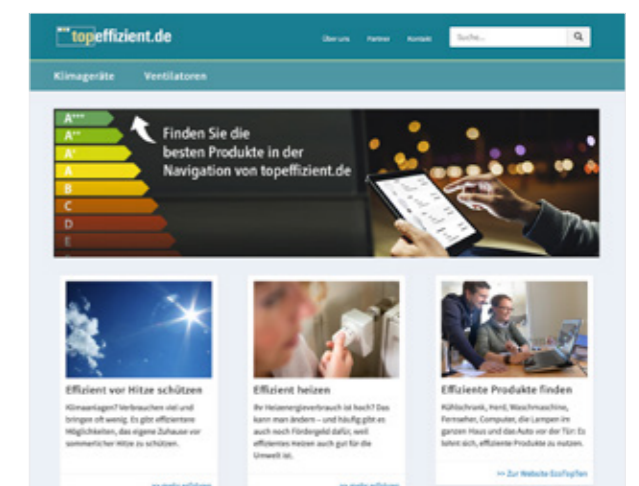 www topeffizient.de
Über uns Partner Kontakt Suche...
Klimageräte Ventilatoren
A+++
A++
A+
A
B
C
D
E
Finden Sie die
besten Produkte in der
Navigation von topeffizient.de
Effizient vor Hitze schützen
Klimaanlagen? Verbrauchen viel und
bringen oft wenig. Es gibt effizientere
Möglichkeiten, das eigene Zuhause vor
sommerlicher Hitze zu schützen.
>> mehr erfahren
Effizient heizen
Ihr Heizenergieverbrauch ist hoch? Das
kann man ändern – und häufig gibt es
auch noch Fördergeld dafür, weil
effizientes Heizen auch gut für die
Umwelt ist.
>> mehr erfahren
Effiziente Produkte finden
Kühlschrank, Herd, Waschmaschine,
Fernseher, Computer, die Lampen im
ganzen Haus und das Auto vor der Tür: Es
lohnt sich, effiziente Produkte zu nutzen.
>> Zur Website EcoTopTen